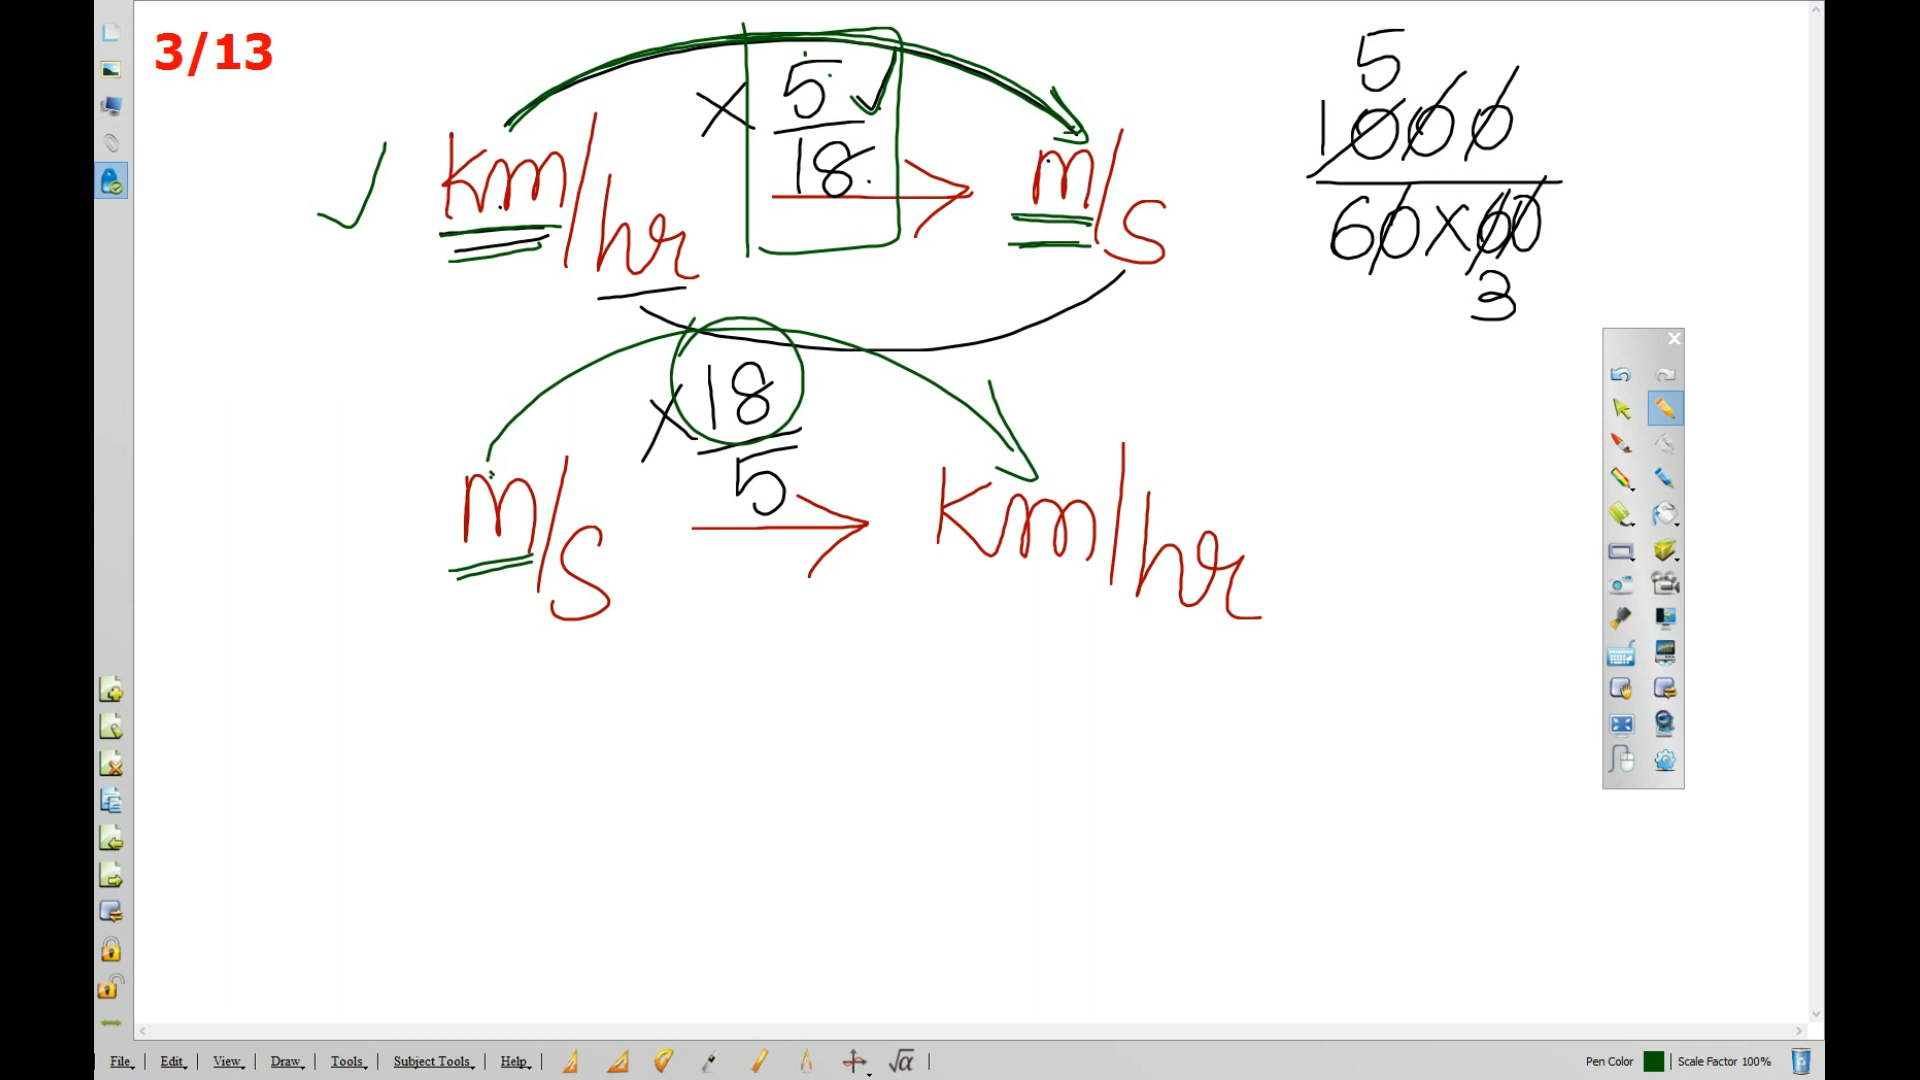 3/13
× 5/18
km/hr → m/s
5
1000
60×60
3
× 18/5
m/s → km/hr
File Edit View Draw Tools Subject Tools Help √α Pen Color Scale Factor 100%